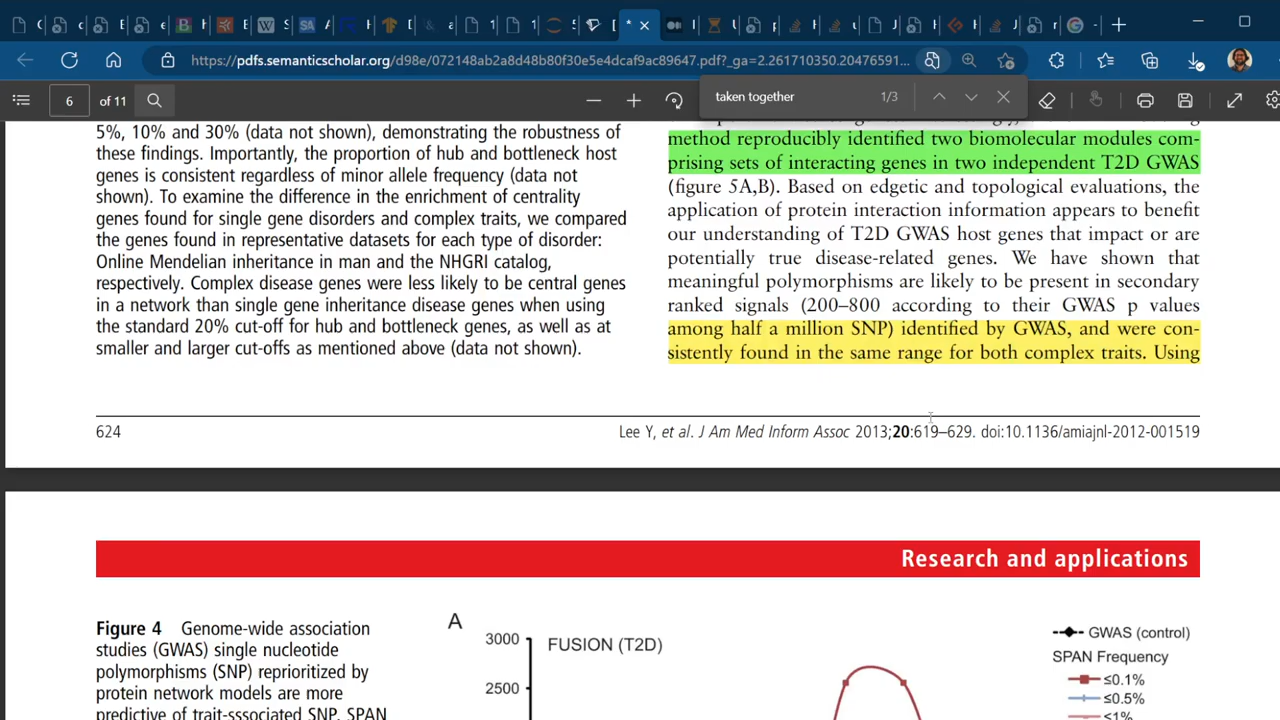 https://pdfs.semanticscholar.org/d98e/072148ab2a2d48b80f30e5e4dcaf9ac89647.pdf?_ga=2.261710350.20476591...
6 of 11
taken together 1/3
5%, 10% and 30% (data not shown), demonstrating the robustness of
these findings. Importantly, the proportion of hub and bottleneck host
genes is consistent regardless of minor allele frequency (data not
shown). To examine the difference in the enrichment of centrality
genes found for single gene disorders and complex traits, we compared
the genes found in representative datasets for each type of disorder:
Online Mendelian inheritance in man and the NHGRI catalog,
respectively. Complex disease genes were less likely to be central genes
in a network than single gene inheritance disease genes when using
the standard 20% cut-off for hub and bottleneck genes, as well as at
smaller and larger cut-offs as mentioned above (data not shown).
method reproducibly identified two biomolecular modules com-
prising sets of interacting genes in two independent T2D GWAS
(figure 5A,B). Based on edgetic and topological evaluations, the
application of protein interaction information appears to benefit
our understanding of T2D GWAS host genes that impact or are
potentially true disease-related genes. We have shown that
meaningful polymorphisms are likely to be present in secondary
ranked signals (200–800 according to their GWAS p values
among half a million SNP) identified by GWAS, and were con-
sistently found in the same range for both complex traits. Using
624
Lee Y, et al. J Am Med Inform Assoc 2013;20:619–629. doi:10.1136/amiajnl-2012-001519
Research and applications
Figure 4 Genome-wide association
studies (GWAS) single nucleotide
polymorphisms (SNP) reprioritized by
protein network models are more
predictive of trait-sssociated SNP. SPAN
A
3000
FUSION (T2D)
2500
GWAS (control)
SPAN Frequency
≤0.1%
≤0.5%
≤1%